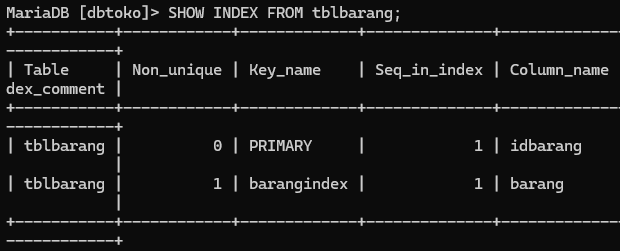 MariaDB [dbtoko]> SHOW INDEX FROM tblbarang;
+-----------+------------+-------------+--------------+-------------
------------+
| Table     | Non_unique | Key_name    | Seq_in_index | Column_name
dex_comment |
+-----------+------------+-------------+--------------+-------------
------------+
| tblbarang |          0 | PRIMARY     |            1 | idbarang
            |
| tblbarang |          1 | barangindex |            1 | barang
            |
+-----------+------------+-------------+--------------+-------------
------------+